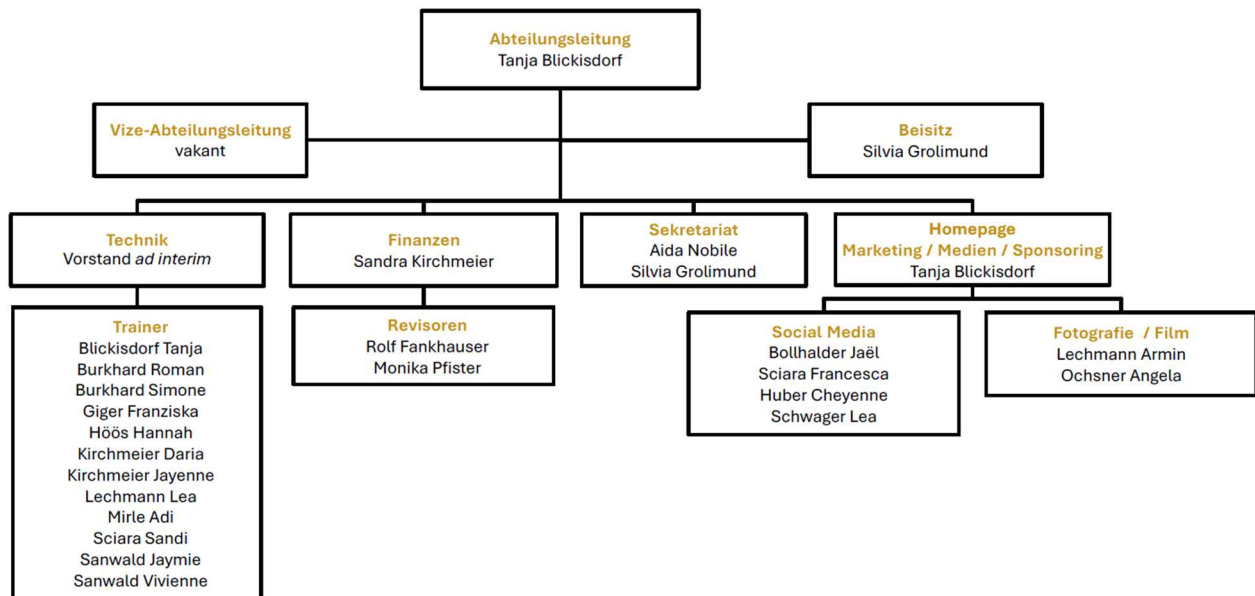 Abteilungsleitung
Tanja Blickisdorf
Vize-Abteilungsleitung
vakant
Beisitz
Silvia Grolimund
Technik
Vorstand ad interim
Finanzen
Sandra Kirchmeier
Sekretariat
Aida Nobile
Silvia Grolimund
Homepage
Marketing / Medien / Sponsoring
Tanja Blickisdorf
Trainer
Blickisdorf Tanja
Burkhard Roman
Burkhard Simone
Giger Franziska
Höös Hannah
Kirchmeier Daria
Kirchmeier Jayenne
Lechmann Lea
Mirle Adi
Sciara Sandi
Sanwald Jaymie
Sanwald Vivienne
Revisoren
Rolf Fankhauser
Monika Pfister
Social Media
Bollhalder Jaël
Sciara Francesca
Huber Cheyenne
Schwager Lea
Fotografie / Film
Lechmann Armin
Ochsner Angela